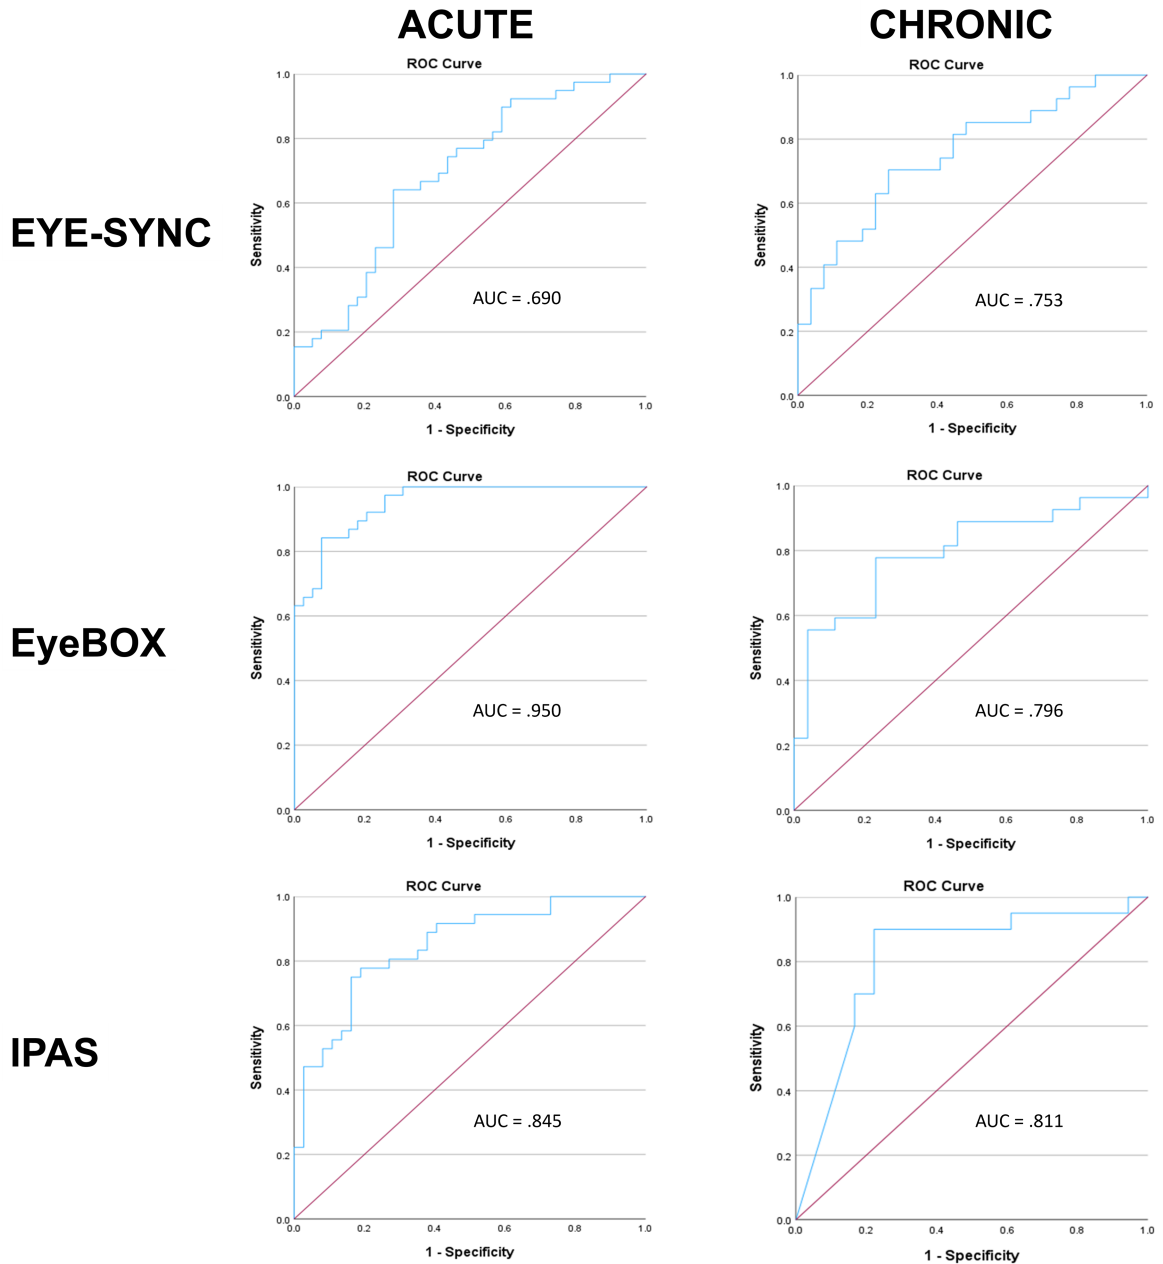 ACUTE
CHRONIC
EYE-SYNC
ROC Curve
Sensitivity
1.0
0.8
0.6
0.4
0.2
0.0
AUC = .690
0.0 0.2 0.4 0.6 0.8 1.0
1 - Specificity
ROC Curve
Sensitivity
1.0
0.8
0.6
0.4
0.2
0.0
AUC = .753
0.0 0.2 0.4 0.6 0.8 1.0
1 - Specificity
EyeBOX
ROC Curve
Sensitivity
1.0
0.8
0.6
0.4
0.2
0.0
AUC = .950
0.0 0.2 0.4 0.6 0.8 1.0
1 - Specificity
ROC Curve
Sensitivity
1.0
0.8
0.6
0.4
0.2
0.0
AUC = .796
0.0 0.2 0.4 0.6 0.8 1.0
1 - Specificity
IPAS
ROC Curve
Sensitivity
1.0
0.8
0.6
0.4
0.2
0.0
AUC = .845
0.0 0.2 0.4 0.6 0.8 1.0
1 - Specificity
ROC Curve
Sensitivity
1.0
0.8
0.6
0.4
0.2
0.0
AUC = .811
0.0 0.2 0.4 0.6 0.8 1.0
1 - Specificity